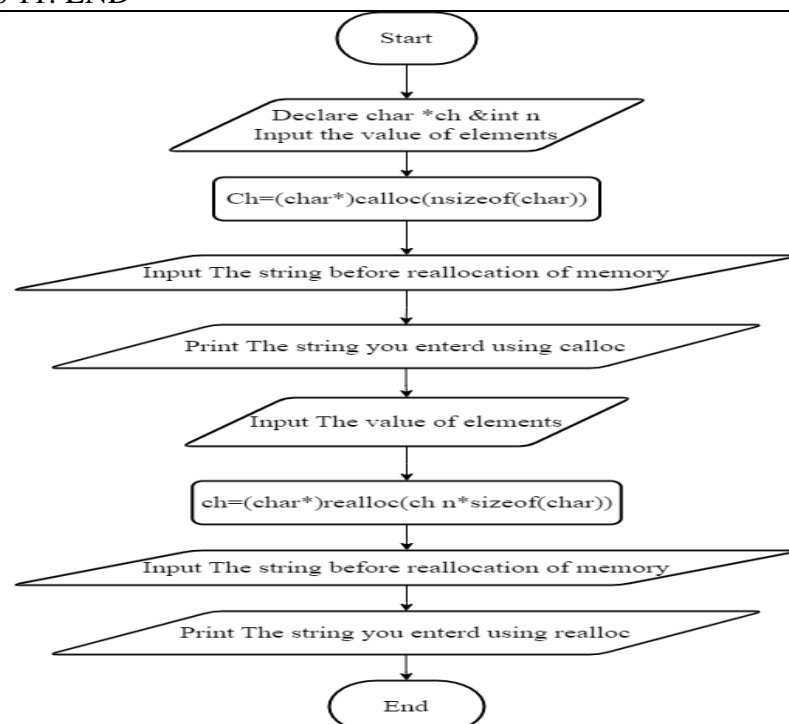 Start
Declare char *ch &int n
Input the value of elements
Ch=(char*)calloc(nsizeof(char))
Input The string before reallocation of memory
Print The string you enterd using calloc
Input The value of elements
ch=(char*)realloc(ch n*sizeof(char))
Input The string before reallocation of memory
Print The string you enterd using realloc
End